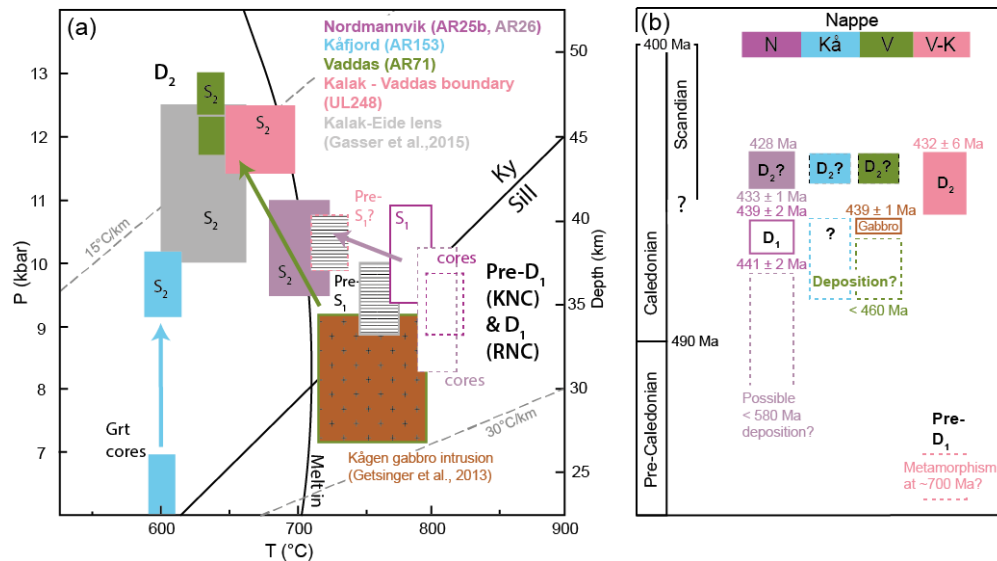 (a)
D2
Nordmannvik (AR25b, AR26)
Kåfjord (AR153)
Vaddas (AR71)
Kalak - Vaddas boundary
(UL248)
Kalak-Eide lens
(Gasser et al.,2015)
S2
S2
S2
S2
S2
Pre-
S1?
S1
Ky
Sill
cores
Pre-
S1
Pre-D1
(KNC)
& D1
(RNC)
cores
15°C/km
30°C/km
Grt
cores
Melt in
Kågen gabbro intrusion
(Getsinger et al., 2013)
13
12
11
10
9
8
7
P (kbar)
50
45
40
35
30
25
Depth (km)
600
700
800
900
T (°C)
(b)
Nappe
N
Kå
V
V-K
400 Ma
Scandian
?
Caledonian
490 Ma
Pre-Caledonian
428 Ma
D2?
433 ± 1 Ma
439 ± 2 Ma
D1
441 ± 2 Ma
Possible
< 580 Ma
deposition?
D2?
?
D2?
439 ± 1 Ma
Gabbro
Deposition?
< 460 Ma
432 ± 6 Ma
D2
Pre-
D1
Metamorphism
at ~700 Ma?